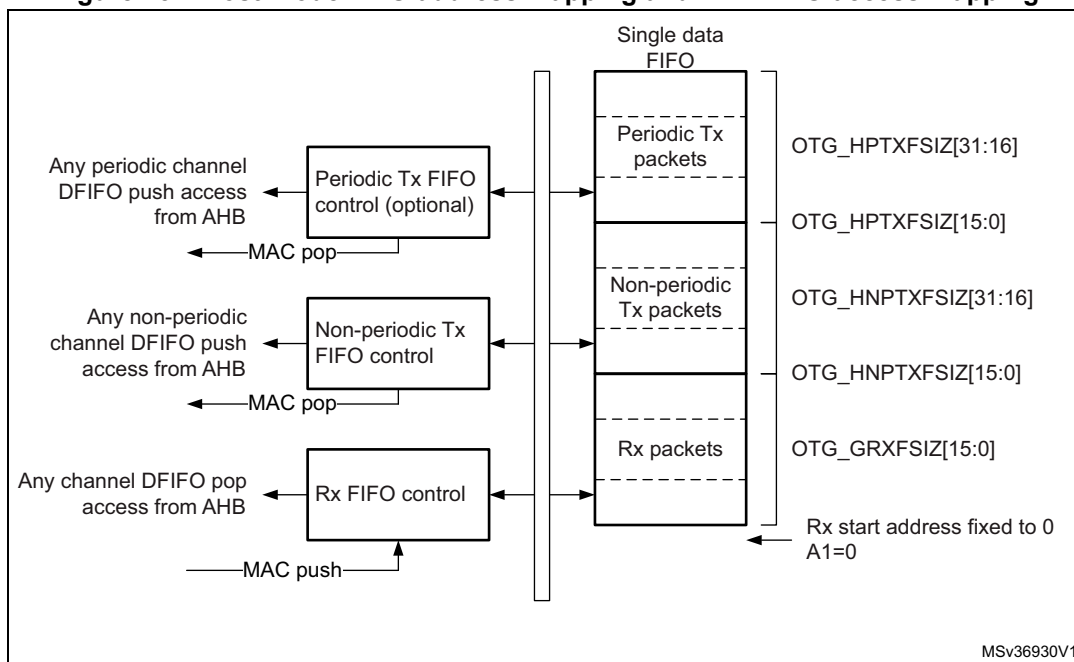 Single data
FIFO
Periodic Tx
packets
OTG_HPTXFSIZ[31:16]
Any periodic channel
DFIFO push access
from AHB
Periodic Tx FIFO
control (optional)
MAC pop
OTG_HPTXFSIZ[15:0]
Any non-periodic
channel DFIFO push
access from AHB
Non-periodic Tx
FIFO control
Non-periodic
Tx packets
OTG_HNPTXFSIZ[31:16]
MAC pop
OTG_HNPTXFSIZ[15:0]
Any channel DFIFO pop
access from AHB
Rx FIFO control
Rx packets
OTG_GRXFSIZ[15:0]
MAC push
Rx start address fixed to 0
A1=0
MSv36930V1